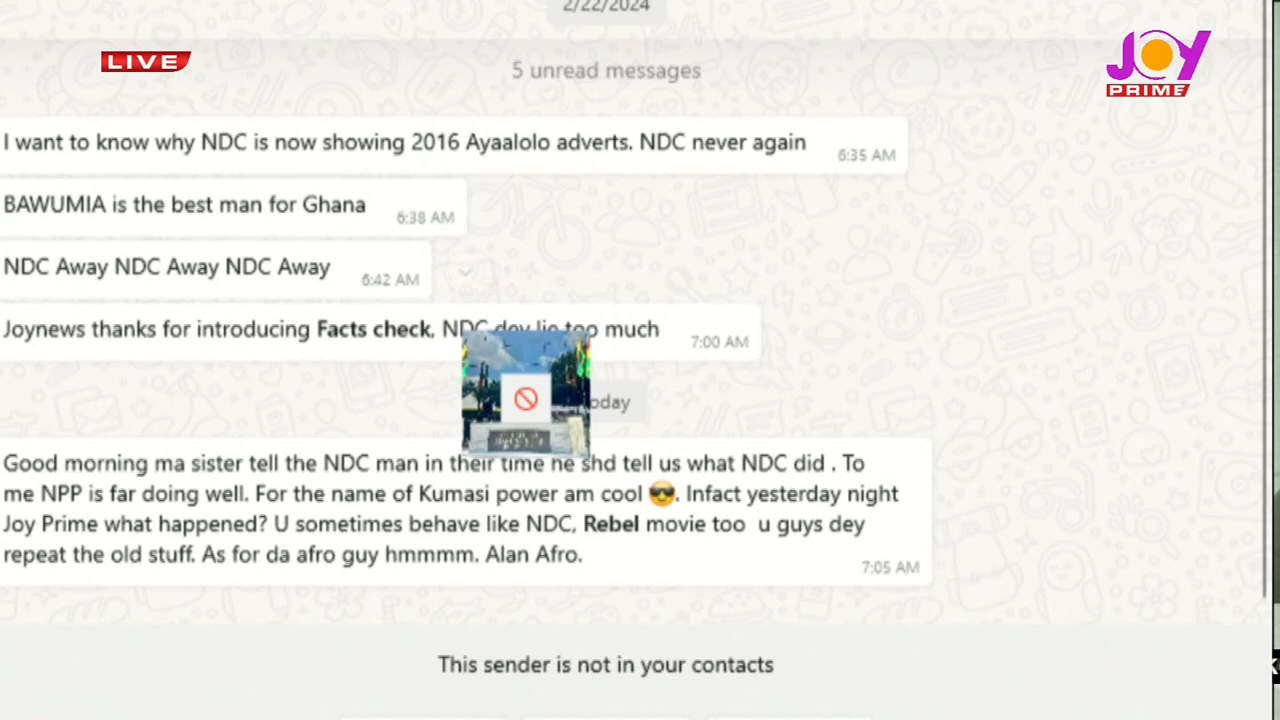 2/22/2024
LIVE
JOY
PRIME
5 unread messages
I want to know why NDC is now showing 2016 Ayaalolo adverts. NDC never again
6:35 AM
BAWUMIA is the best man for Ghana
6:38 AM
NDC Away NDC Away NDC Away
6:42 AM
Joynews thanks for introducing Facts check, NDC dey lie too much
7:00 AM
oday
Good morning ma sister tell the NDC man in their time he shd tell us what NDC did . To
me NPP is far doing well. For the name of Kumasi power am cool 😎. Infact yesterday night
Joy Prime what happened? U sometimes behave like NDC, Rebel movie too u guys dey
repeat the old stuff. As for da afro guy hmmmm. Alan Afro.
7:05 AM
This sender is not in your contacts